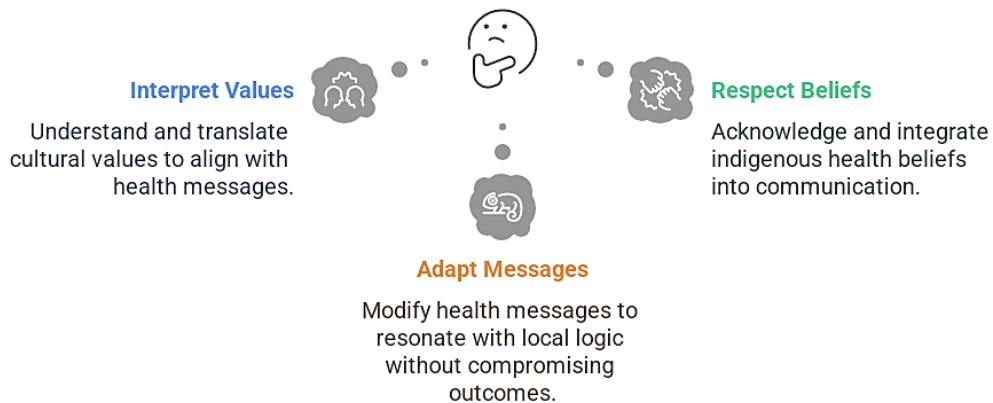 Interpret Values
Understand and translate
cultural values to align with
health messages.
Respect Beliefs
Acknowledge and integrate
indigenous health beliefs
into communication.
Adapt Messages
Modify health messages to
resonate with local logic
without compromising
outcomes.